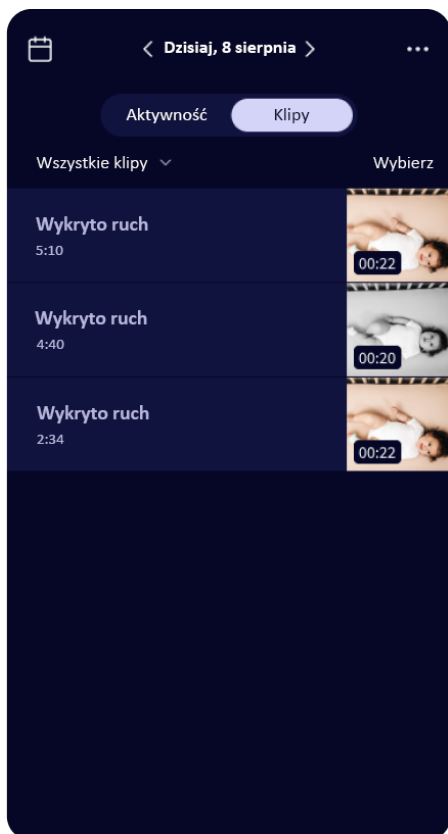 Dzisiaj, 8 sierpnia
Aktywność Klipy
Wszystkie klipy Wybierz
Wykryto ruch
5:10
00:22
Wykryto ruch
4:40
00:20
Wykryto ruch
2:34
00:22